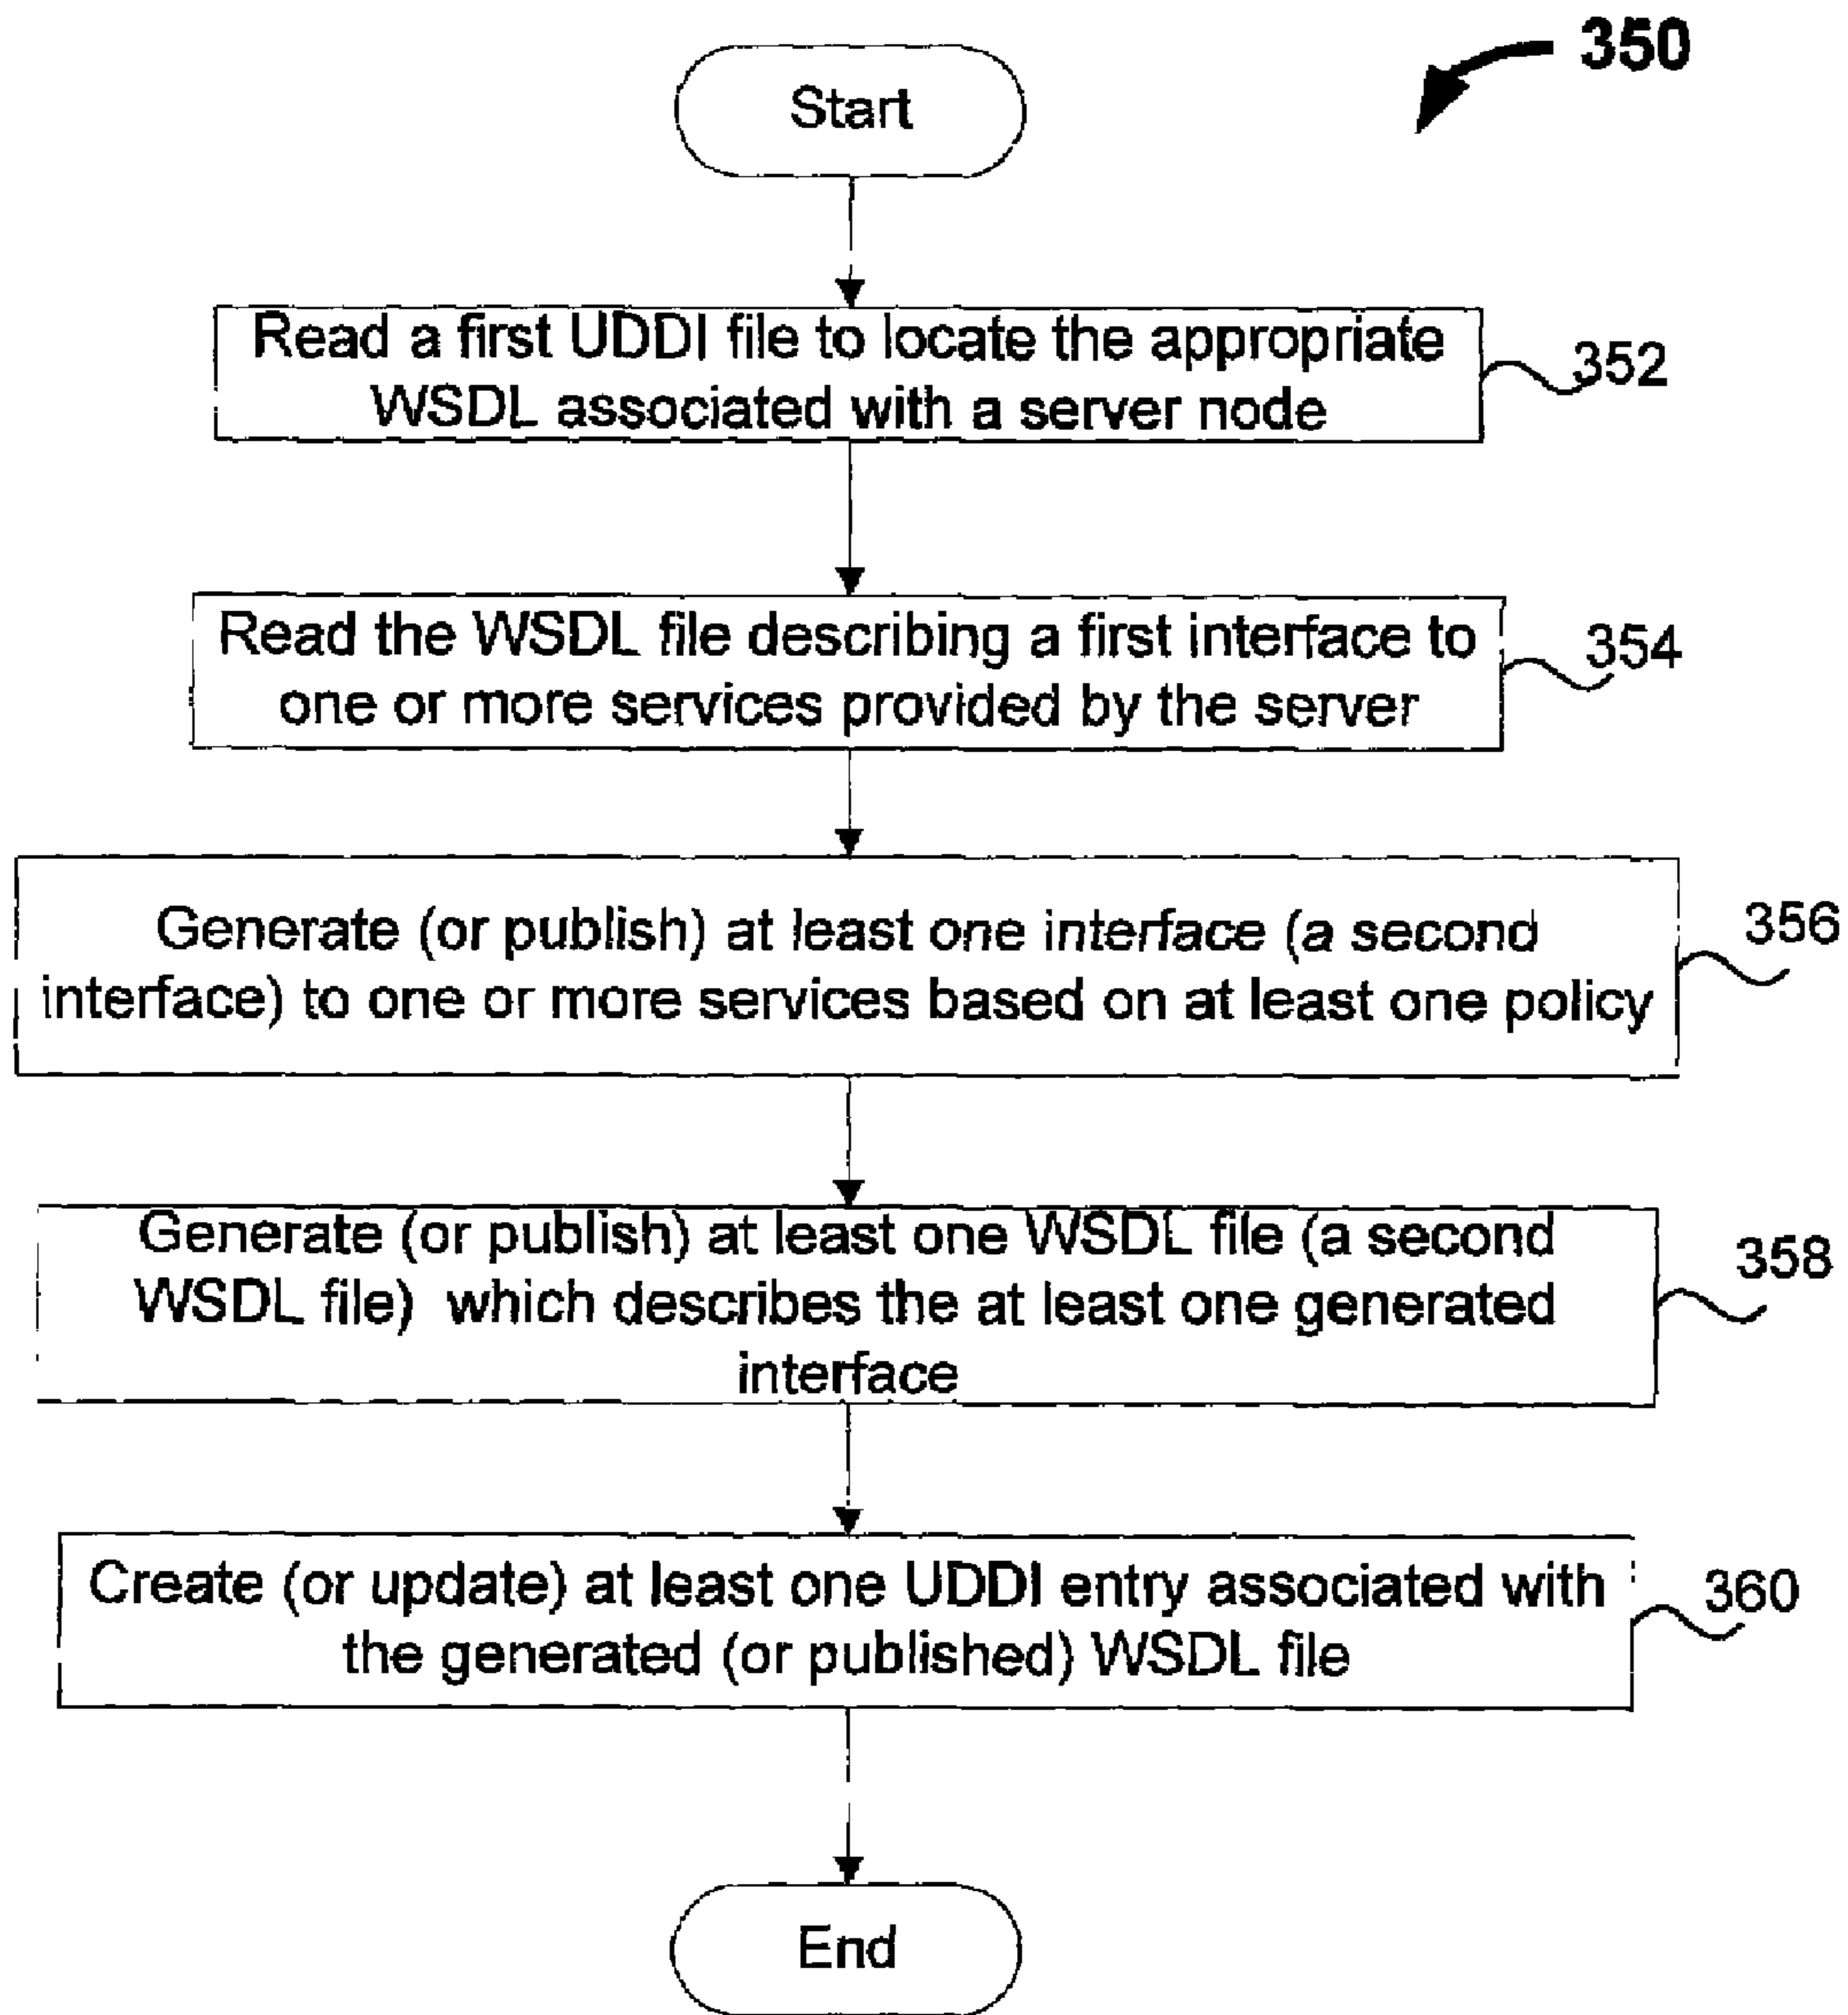 350
Start
Read a first UDDI file to locate the appropriate
WSDL associated with a server node
352
Read the WSDL file describing a first interface to
one or more services provided by the server
354
Generate (or publish) at least one interface (a second
interface) to one or more services based on at least one policy
356
Generate (or publish) at least one WSDL file (a second
WSDL file) which describes the at least one generated
interface
358
Create (or update) at least one UDDI entry associated with
the generated (or published) WSDL file
360
End